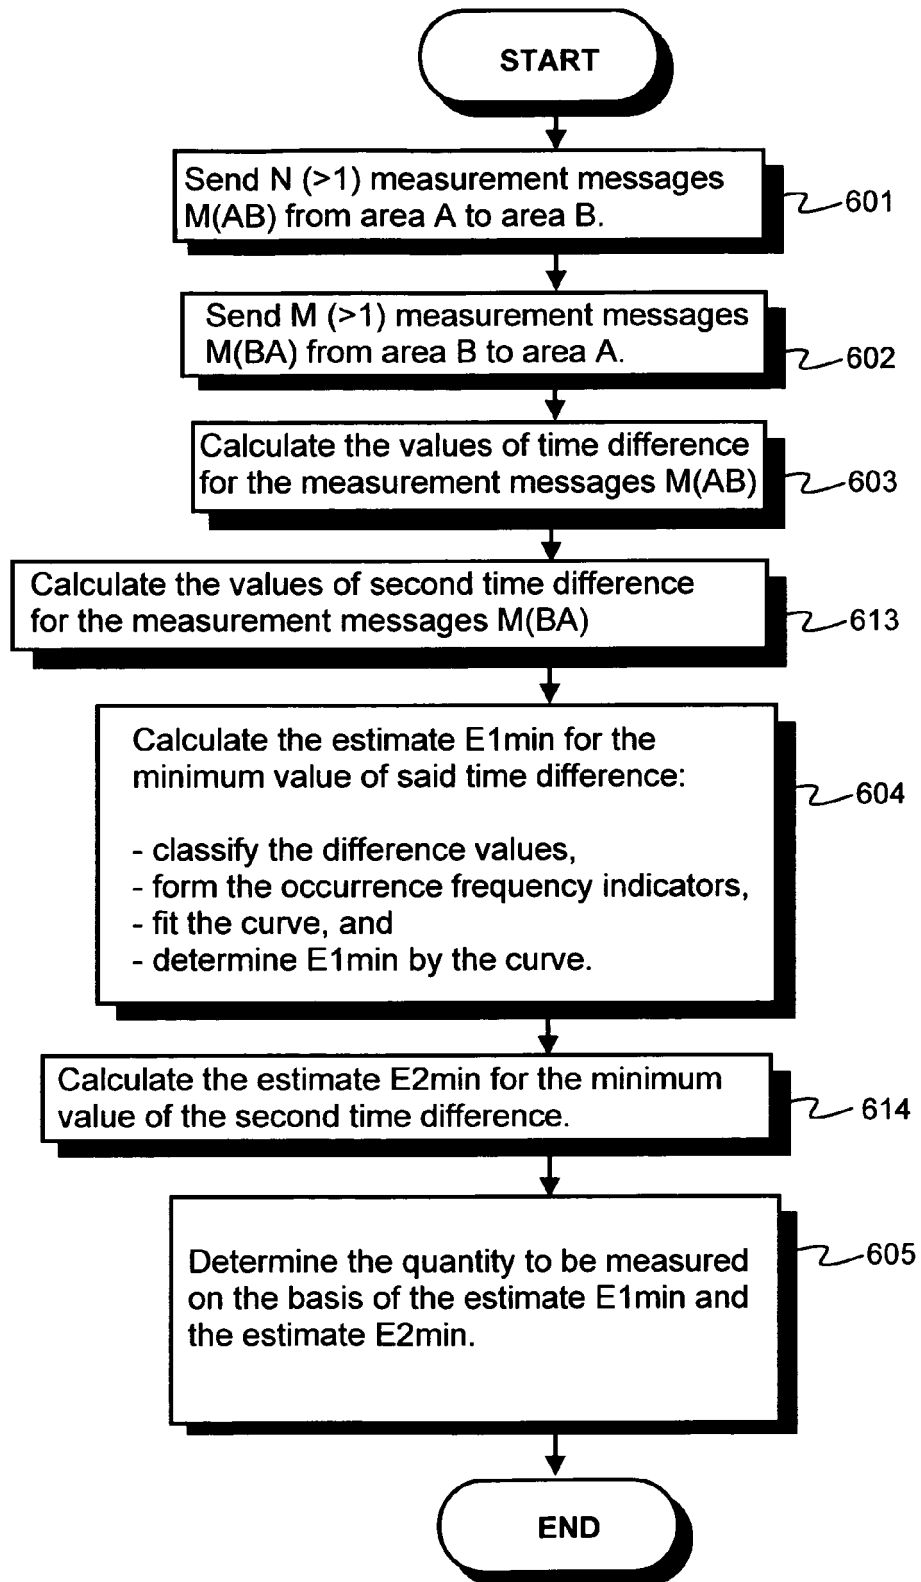 START
Send N (>1) measurement messages
M(AB) from area A to area B.
601
Send M (>1) measurement messages
M(BA) from area B to area A.
602
Calculate the values of time difference
for the measurement messages M(AB)
603
Calculate the values of second time difference
for the measurement messages M(BA)
613
Calculate the estimate E1min for the
minimum value of said time difference:
- classify the difference values,
- form the occurrence frequency indicators,
- fit the curve, and
- determine E1min by the curve.
604
Calculate the estimate E2min for the minimum
value of the second time difference.
614
Determine the quantity to be measured
on the basis of the estimate E1min and
the estimate E2min.
605
END